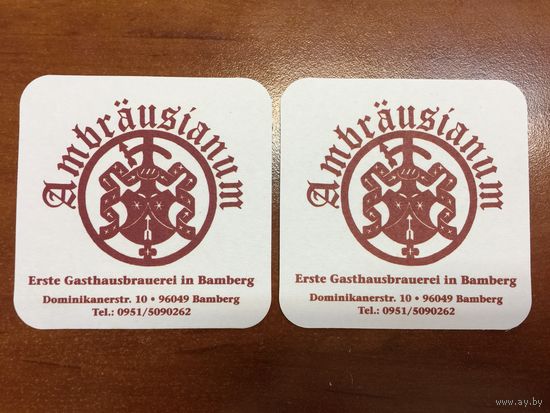 Ambräusianum
Erste Gasthausbrauerei in Bamberg
Dominikanerstr. 10 • 96049 Bamberg
Tel.: 0951/5090262
Ambräusianum
Erste Gasthausbrauerei in Bamberg
Dominikanerstr. 10 • 96049 Bamberg
Tel.: 0951/5090262
© www.ay.by